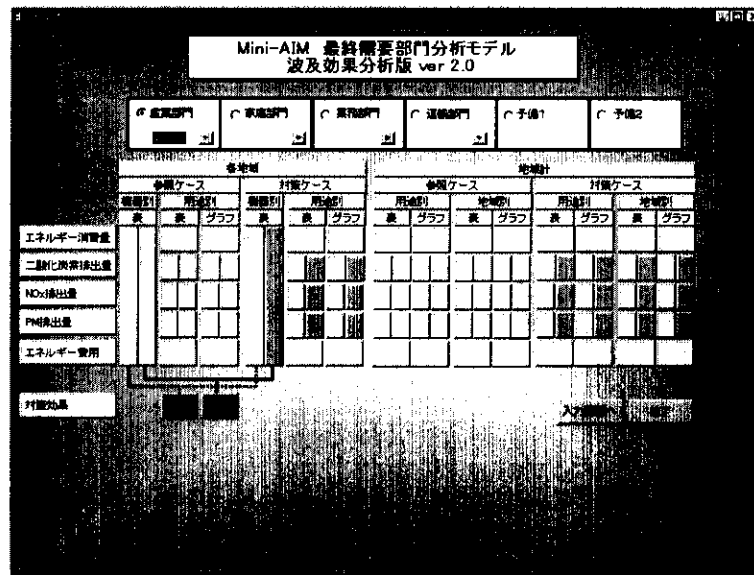 Mini-AIM 最終需要部門分析モデル
波及効果分析版 ver 2.0
産業部門 家庭部門 業務部門 運輸部門 予備1 予備2
各地域 地域計
参照ケース 対策ケース 参照ケース 対策ケース
機器別 用途別 機器別 用途別 用途別 地域別 用途別 地域別
表 表 グラフ 表 表 グラフ 表 グラフ 表 グラフ 表 グラフ 表 グラフ
エネルギー消費量
二酸化炭素排出量
NOx排出量
PM排出量
エネルギー費用
対策効果